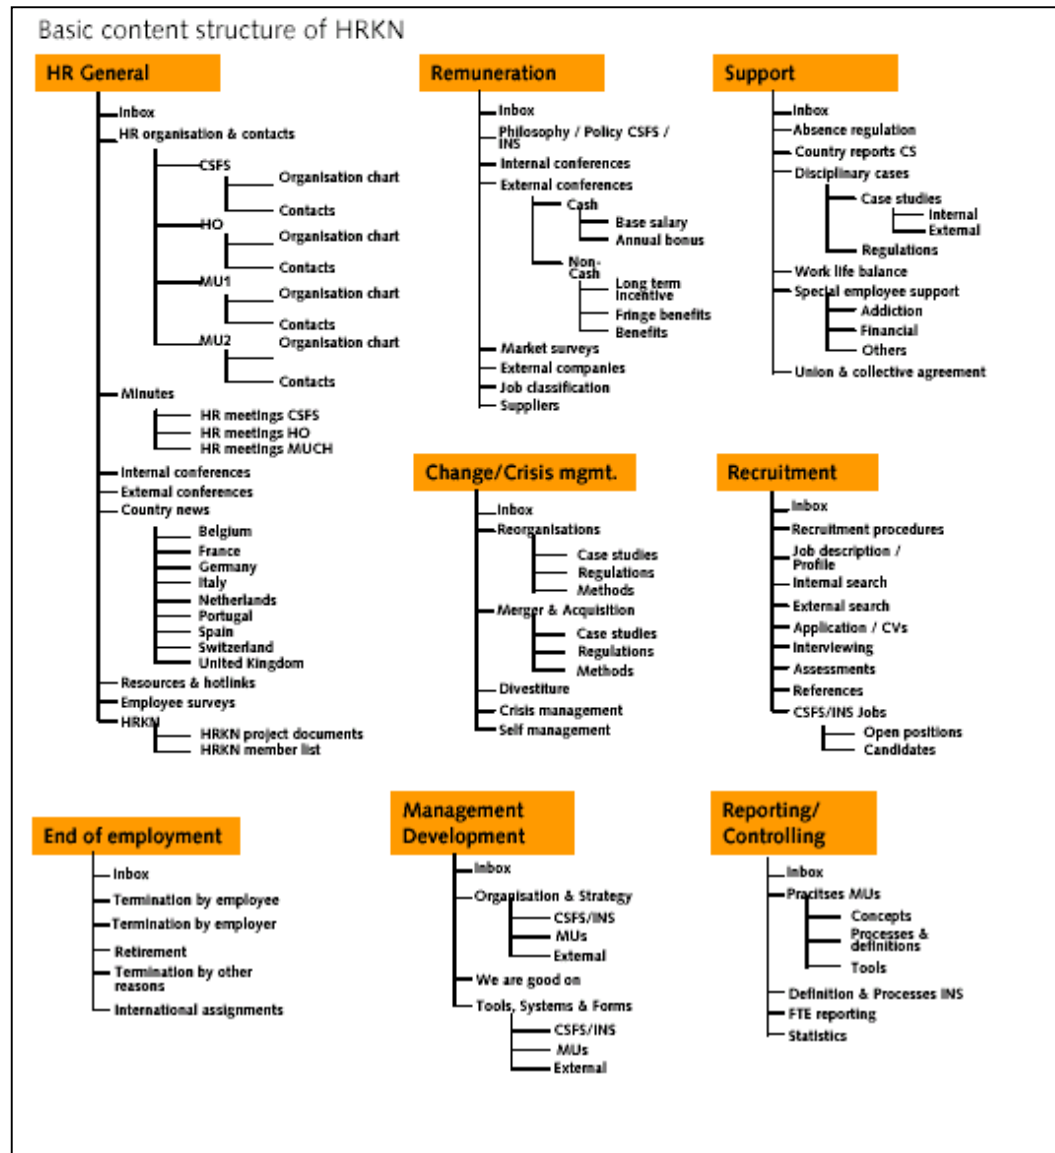 Basic content structure of HRKN
HR General
Inbox
HR organisation & contacts
CSFS
Organisation chart
Contacts
HO
Organisation chart
Contacts
MU1
Organisation chart
Contacts
MU2
Organisation chart
Contacts
Minutes
HR meetings CSFS
HR meetings HO
HR meetings MUCH
Internal conferences
External conferences
Country news
Belgium
France
Germany
Italy
Netherlands
Portugal
Spain
Switzerland
United Kingdom
Resources & hotlinks
Employee surveys
HRKN
HRKN project documents
HRKN member list
Remuneration
Inbox
Philosophy / Policy CSFS /
INS
Internal conferences
External conferences
Cash
Base salary
Annual bonus
Non-
Cash
Long term
Incentive
Fringe benefits
Benefits
Market surveys
External companies
Job classification
Suppliers
Support
Inbox
Absence regulation
Country reports CS
Disciplinary cases
Case studies
Internal
External
Regulations
Work life balance
Special employee support
Addiction
Financial
Others
Union & collective agreement
Change/Crisis mgmt.
Inbox
Reorganisations
Case studies
Regulations
Methods
Merger & Acquisition
Case studies
Regulations
Methods
Divestiture
Crisis management
Self management
Recruitment
Inbox
Recruitment procedures
Job description /
Profile
Internal search
External search
Application / CVs
Interviewing
Assessments
References
CSFS/INS Jobs
Open positions
Candidates
End of employment
Inbox
Termination by employee
Termination by employer
Retirement
Termination by other
reasons
International assignments
Management
Development
Inbox
Organisation & Strategy
CSFS/INS
MUs
External
We are good on
Tools, Systems & Forms
CSFS/INS
MUs
External
Reporting/
Controlling
Inbox
Pracitses MUs
Concepts
Processes &
definitions
Tools
Definition & Processes INS
FTE reporting
Statistics